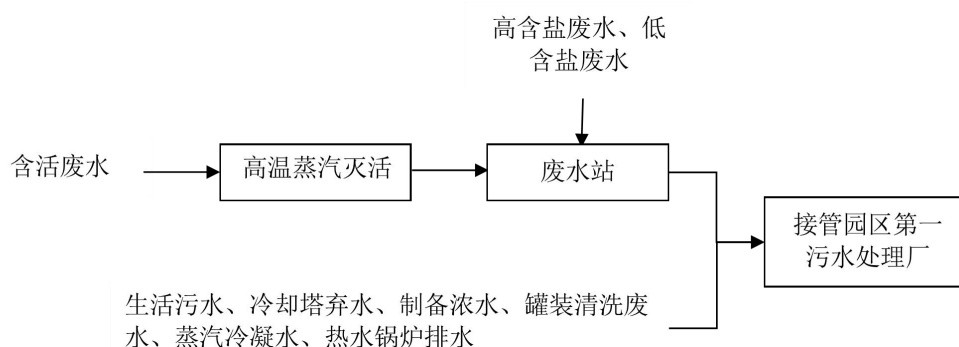 高含盐废水、低
含盐废水
含活废水
高温蒸汽灭活
废水站
接管园区第一
污水处理厂
生活污水、冷却塔弃水、制备浓水、罐装清洗废
水、蒸汽冷凝水、热水锅炉排水